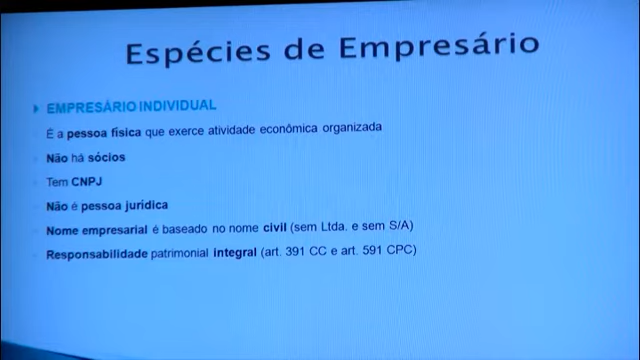 Espécies de Empresário
EMPRESÁRIO INDIVIDUAL
É a pessoa física que exerce atividade econômica organizada
Não há sócios
Tem CNPJ
Não é pessoa jurídica
Nome empresarial é baseado no nome civil (sem Ltda. e sem S/A)
Responsabilidade patrimonial integral (art. 391 CC e art. 591 CPC)